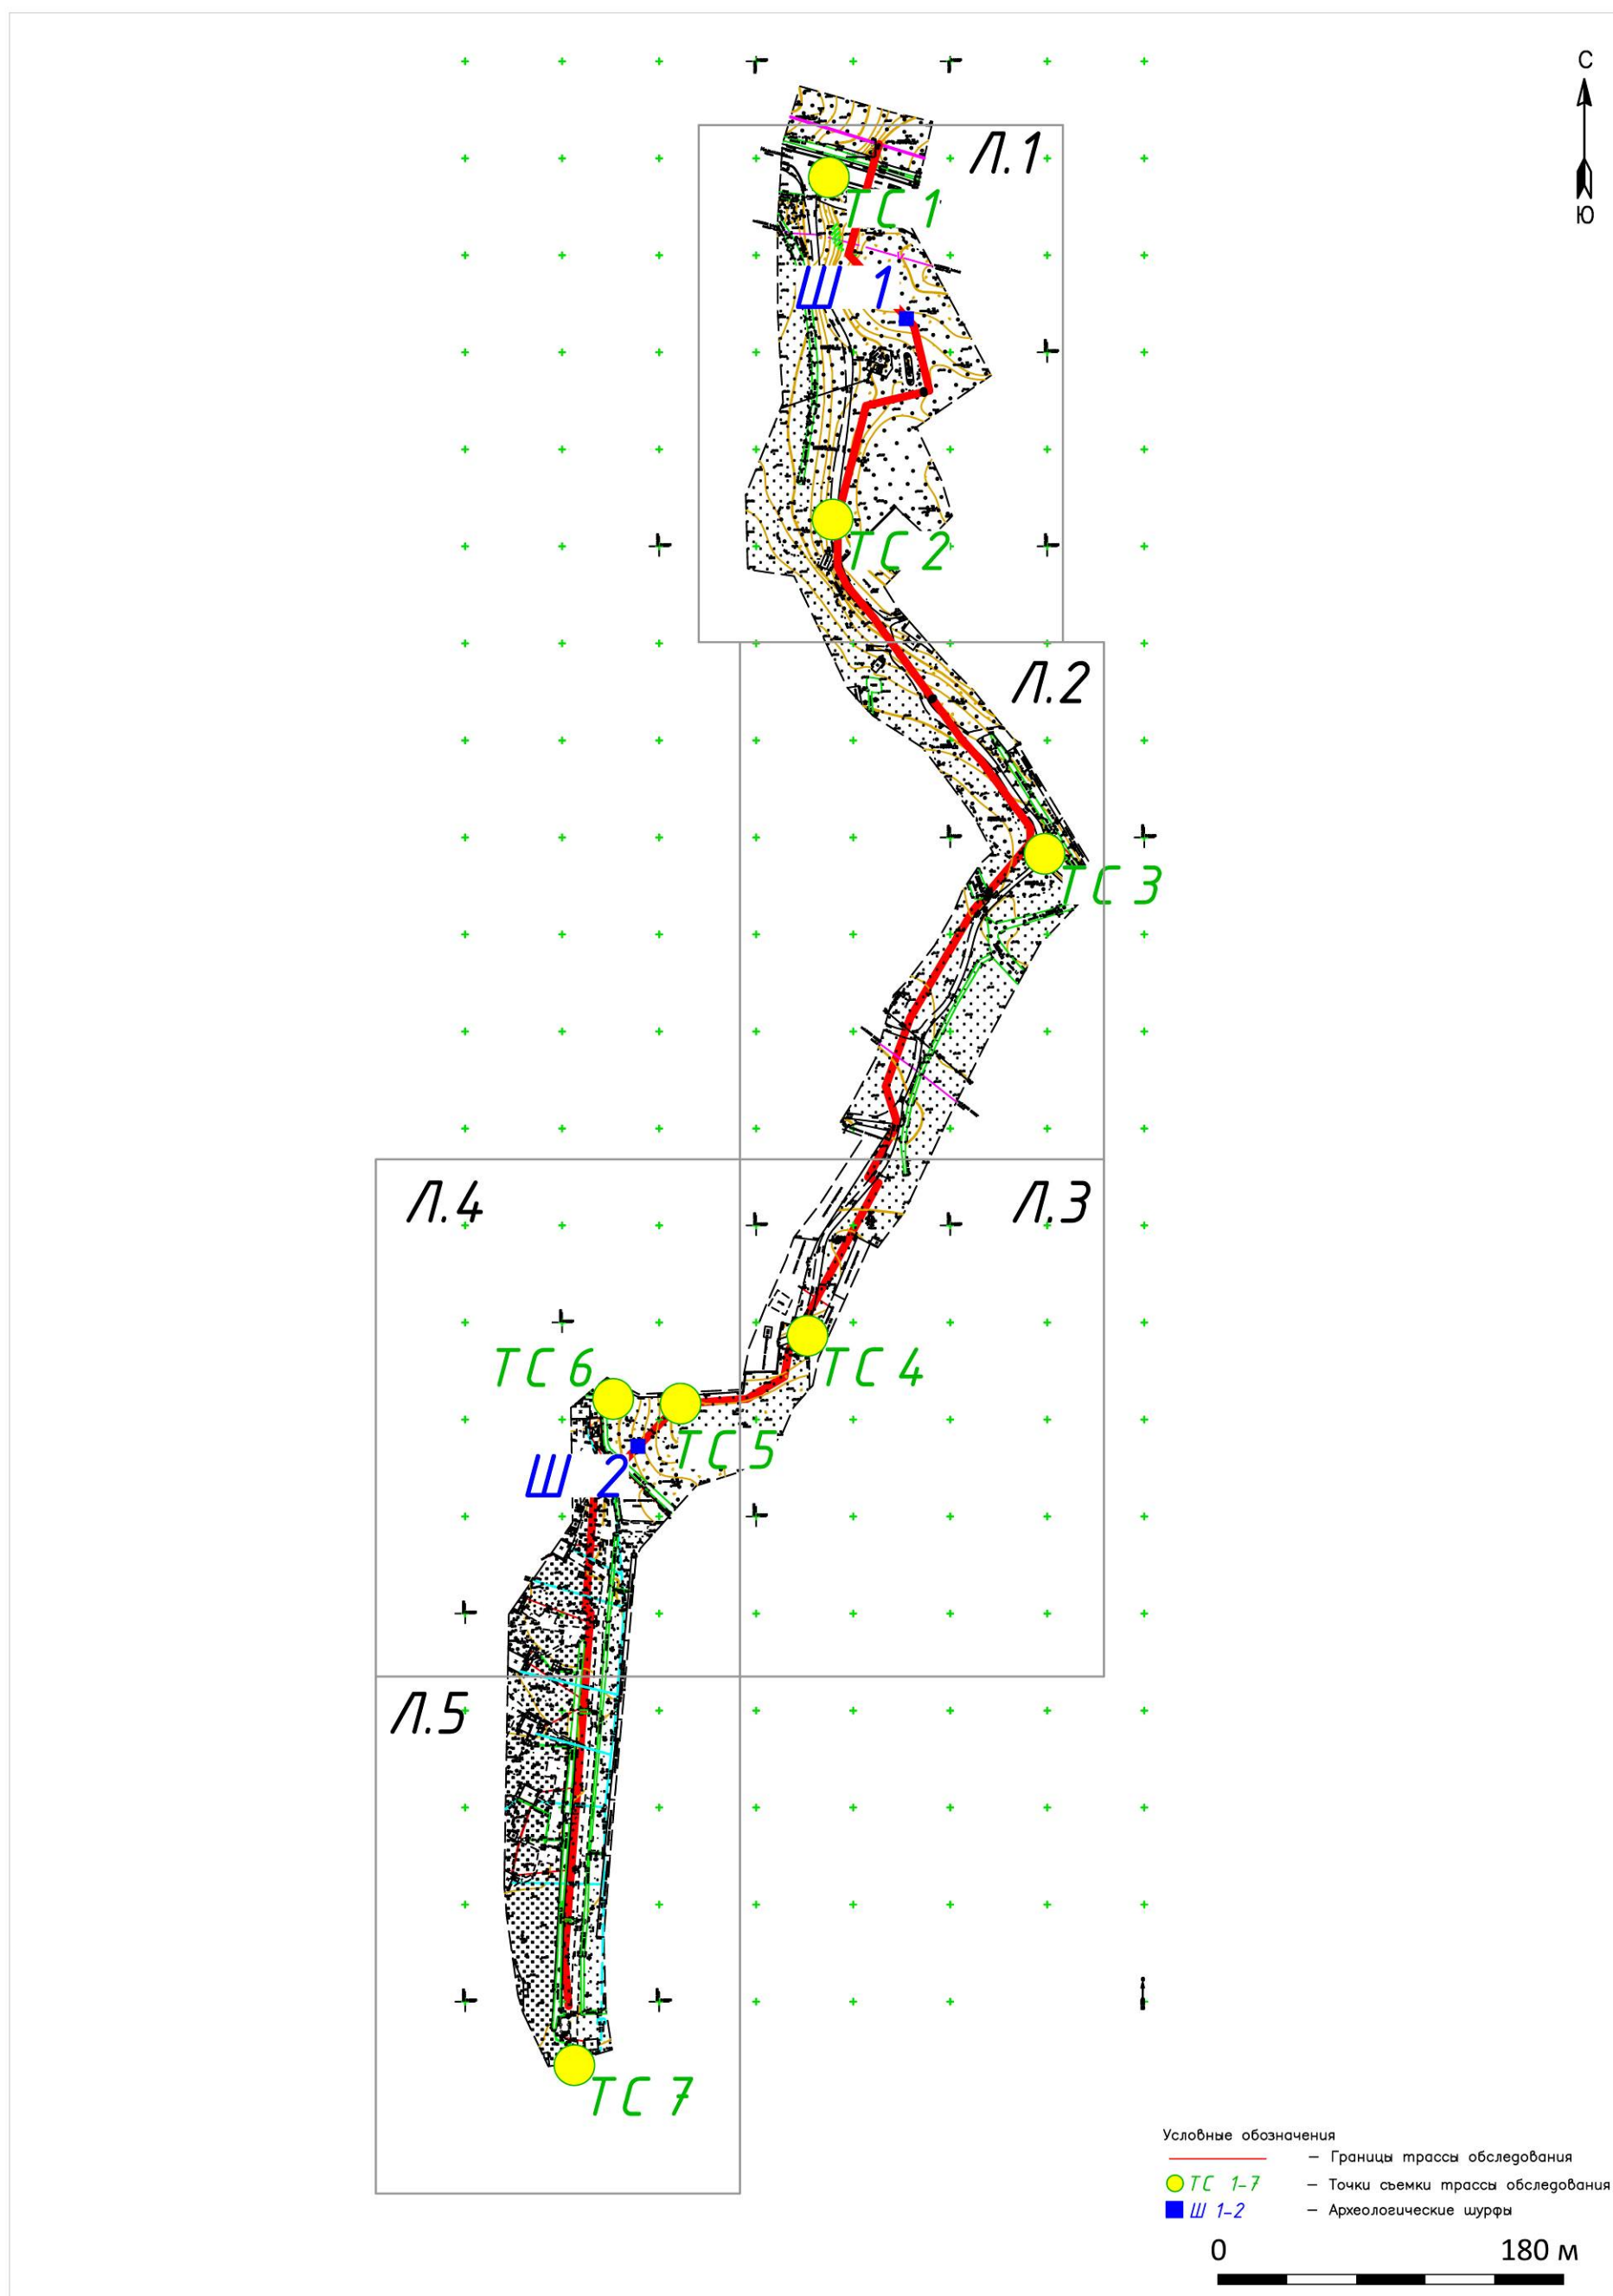 С
Ю
Л.1
ТС 1
Ш 1
ТС 2
Л.2
ТС 3
Л.4
Л.3
ТС 6
ТС 4
ТС 5
Ш 2
Л.5
ТС 7
Условные обозначения
– Границы трассы обследования
ТС 1-7 – Точки съемки трассы обследования
Ш 1-2 – Археологические шурфы
0 180 м